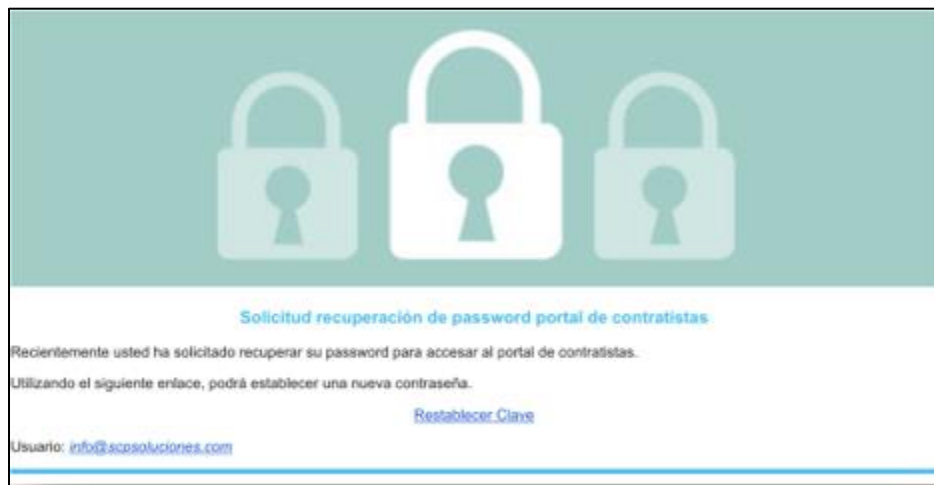 Solicitud recuperación de password portal de contratistas
Recientemente usted ha solicitado recuperar su password para accesar al portal de contratistas.
Utilizando el siguiente enlace, podrá establecer una nueva contraseña.
Restablecer Clave
Usuario: info@scpsoluciones.com